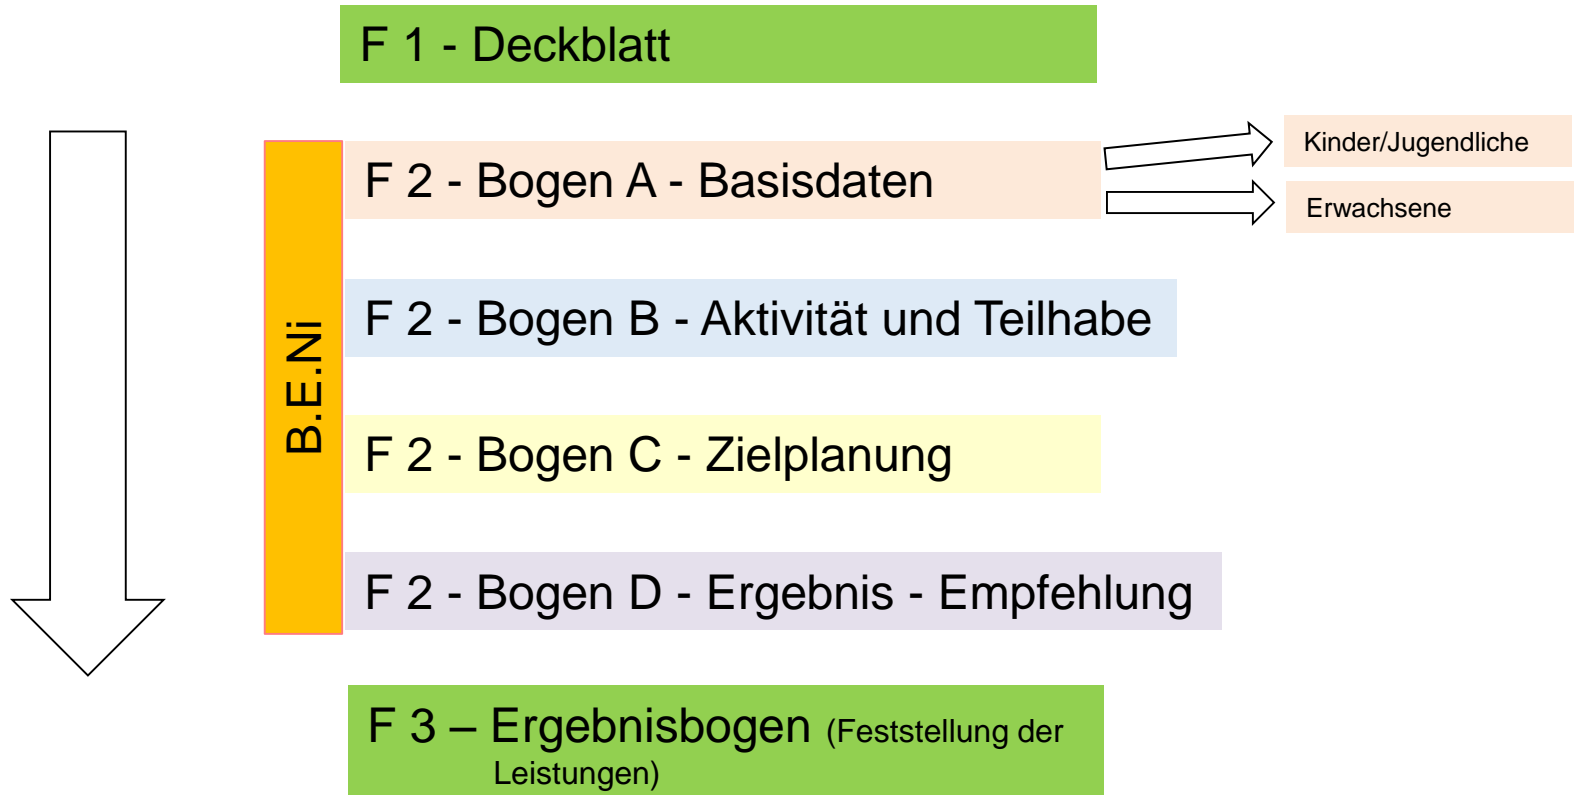 F 1 - Deckblatt
F 2 - Bogen A - Basisdaten
Kinder/Jugendliche
Erwachsene
B.E.Ni
F 2 - Bogen B - Aktivität und Teilhabe
F 2 - Bogen C - Zielplanung
F 2 - Bogen D - Ergebnis - Empfehlung
F 3 – Ergebnisbogen (Feststellung der
Leistungen)